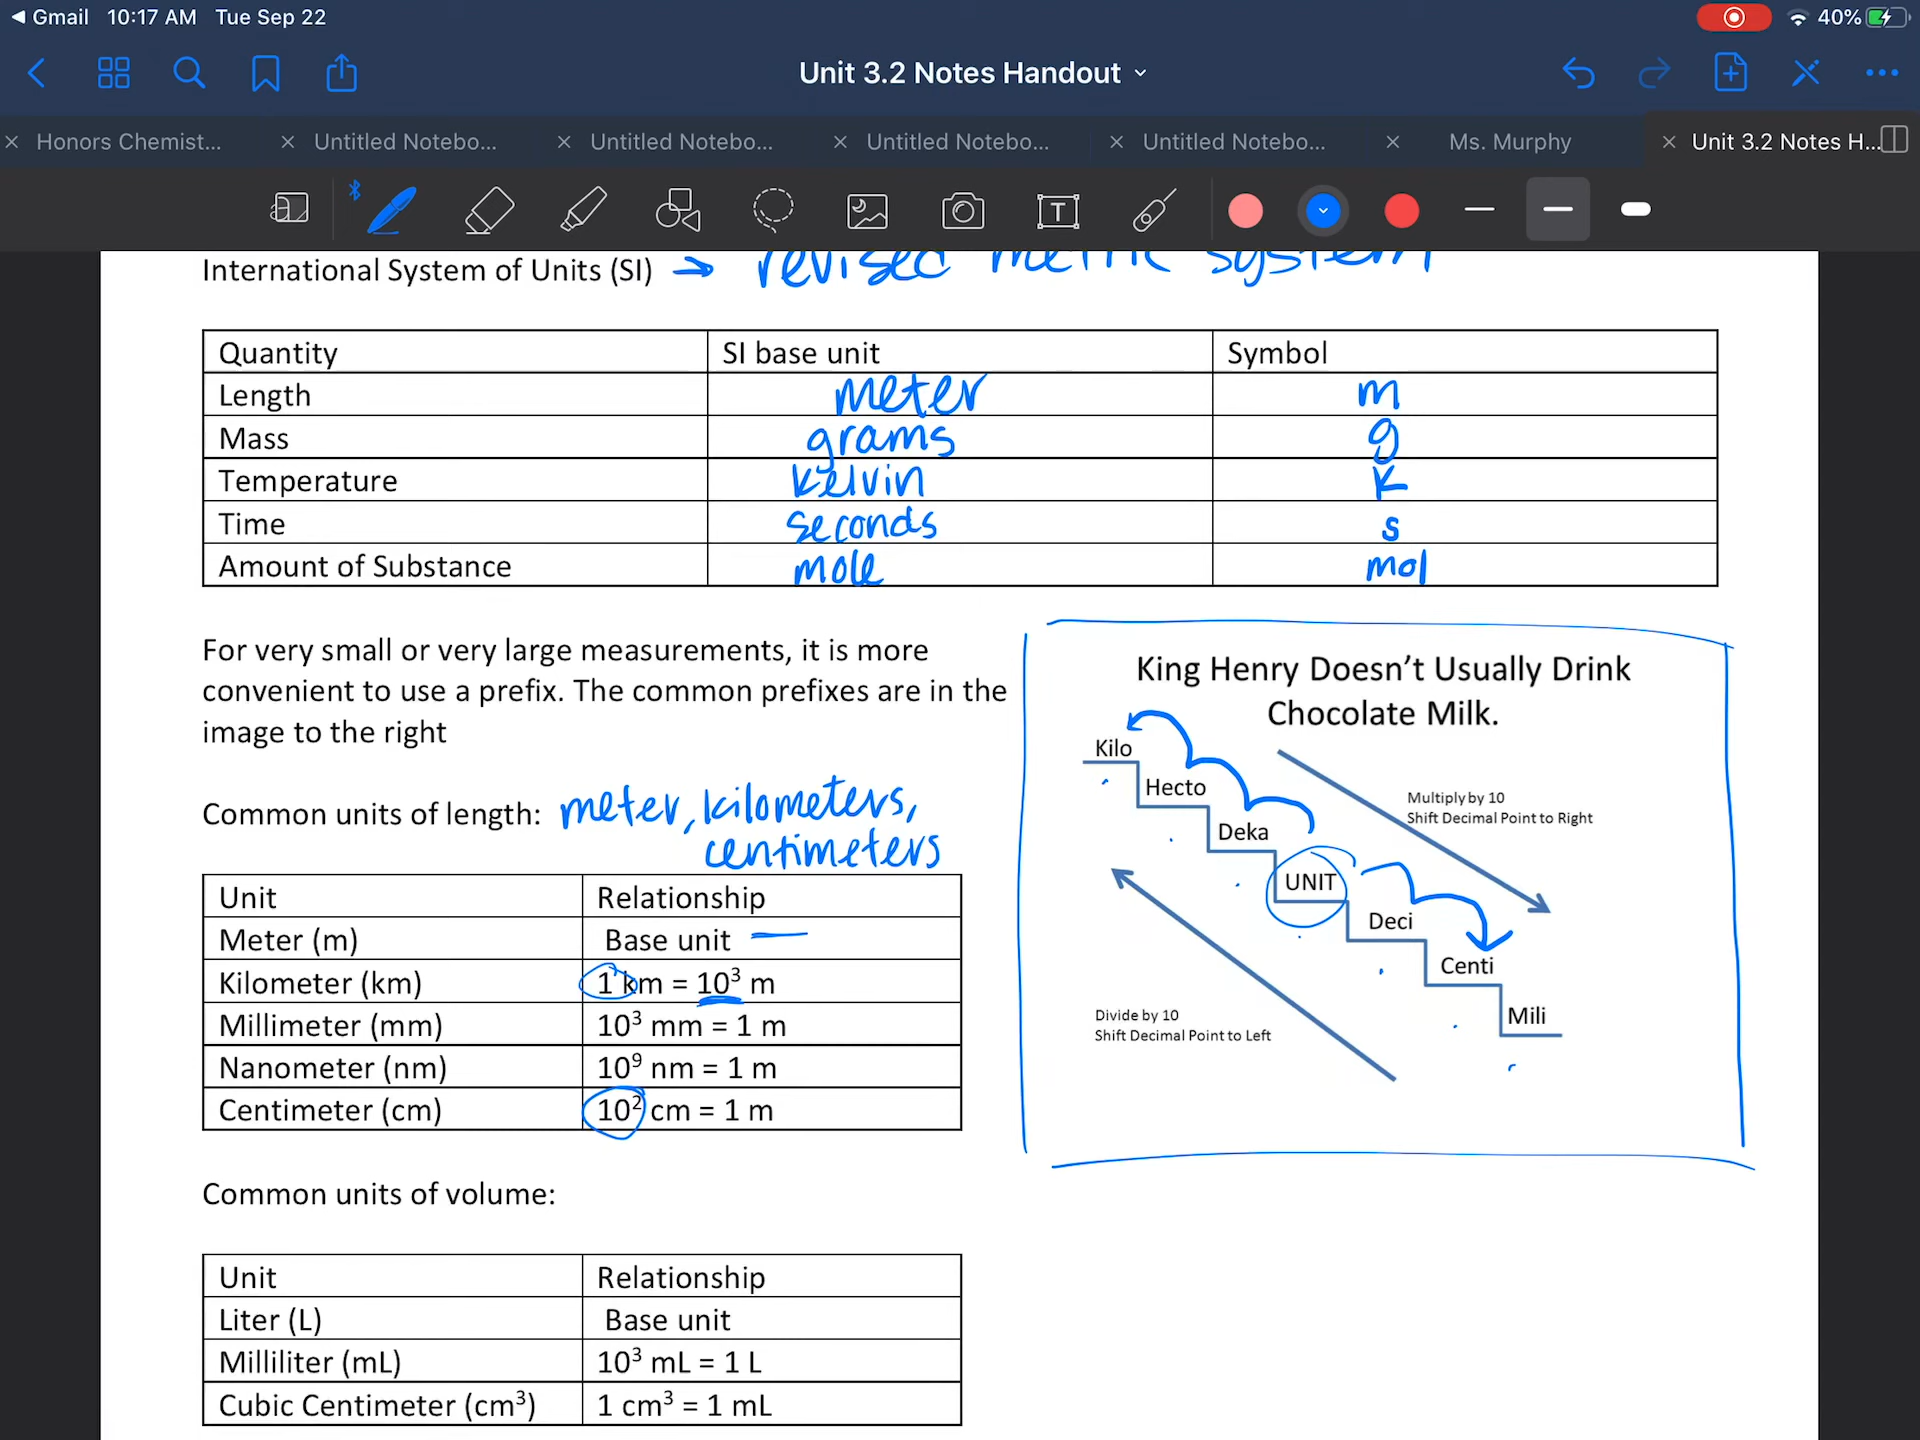 ◀ Gmail 10:17 AM Tue Sep 22 40%
Unit 3.2 Notes Handout
Honors Chemist... Untitled Notebo... Untitled Notebo... Untitled Notebo... Untitled Notebo... Ms. Murphy Unit 3.2 Notes H...
International System of Units (SI) → revised metric system
Quantity SI base unit Symbol
Length meter m
Mass grams g
Temperature kelvin K
Time seconds s
Amount of Substance mole mol
For very small or very large measurements, it is more
convenient to use a prefix. The common prefixes are in the
image to the right
Common units of length: meter, kilometers,
centimeters
Unit Relationship
Meter (m) Base unit
Kilometer (km) 1 km = 10³ m
Millimeter (mm) 10³ mm = 1 m
Nanometer (nm) 10⁹ nm = 1 m
Centimeter (cm) 10² cm = 1 m
King Henry Doesn't Usually Drink
Chocolate Milk.
Kilo
Hecto
Deka
UNIT
Deci
Centi
Mili
Multiply by 10
Shift Decimal Point to Right
Divide by 10
Shift Decimal Point to Left
Common units of volume:
Unit Relationship
Liter (L) Base unit
Milliliter (mL) 10³ mL = 1 L
Cubic Centimeter (cm³) 1 cm³ = 1 mL